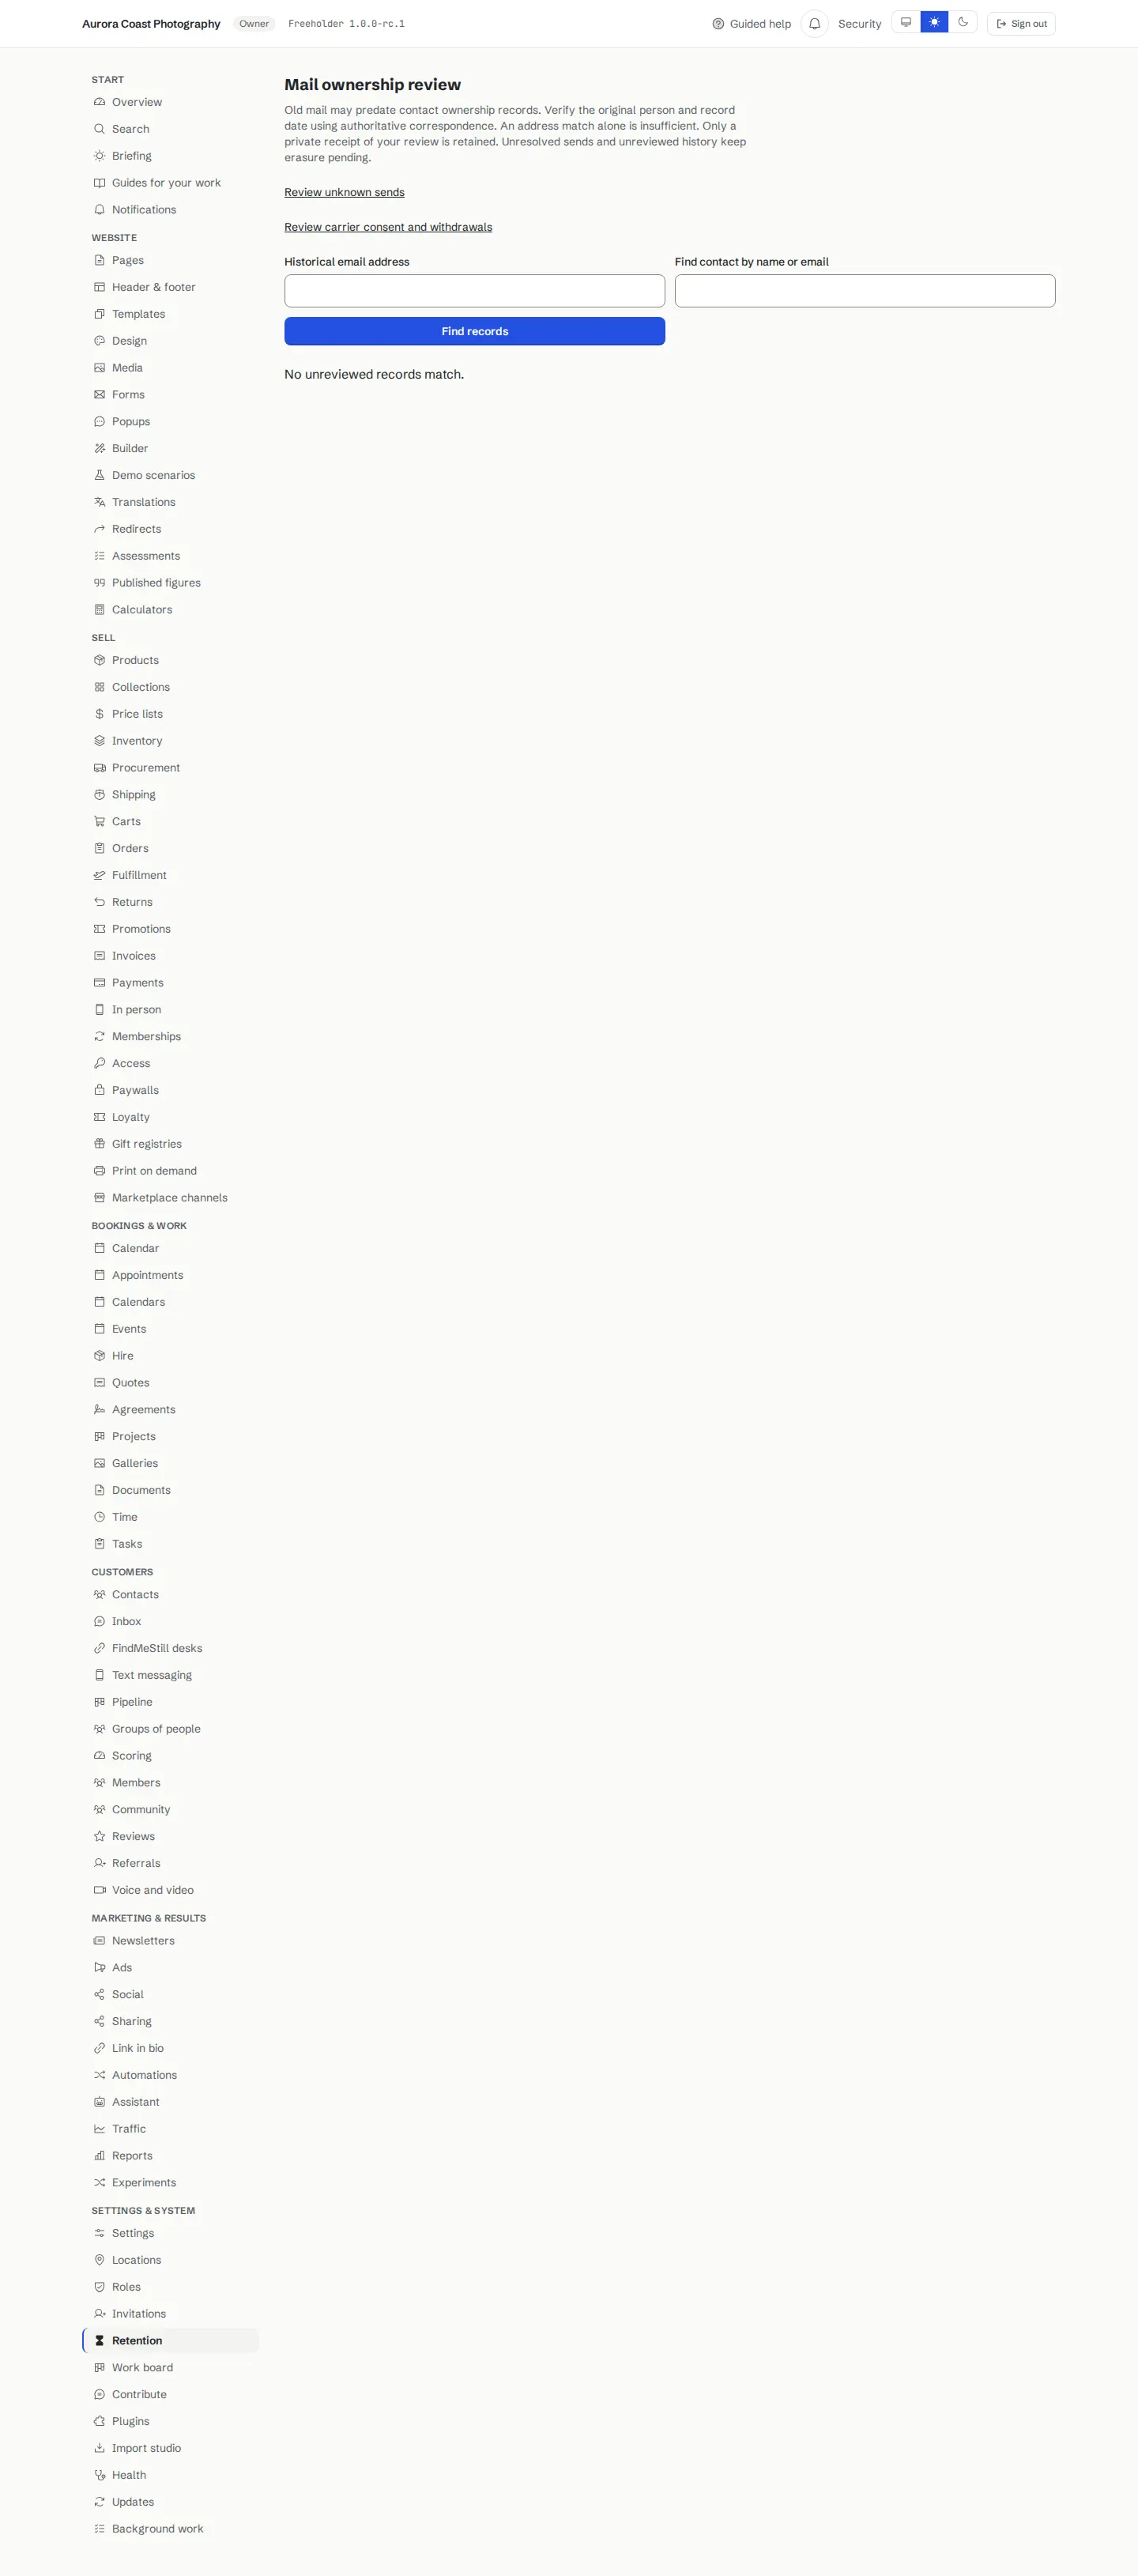 Aurora Coast Photography Owner Freeholder 1.0.0-rc.1 Guided help Security Sign out
START
Overview
Search
Briefing
Guides for your work
Notifications
WEBSITE
Pages
Header & footer
Templates
Design
Media
Forms
Popups
Builder
Demo scenarios
Translations
Redirects
Assessments
Published figures
Calculators
SELL
Products
Collections
Price lists
Inventory
Procurement
Shipping
Carts
Orders
Fulfillment
Returns
Promotions
Invoices
Payments
In person
Memberships
Access
Paywalls
Loyalty
Gift registries
Print on demand
Marketplace channels
BOOKINGS & WORK
Calendar
Appointments
Calendars
Events
Hire
Quotes
Agreements
Projects
Galleries
Documents
Time
Tasks
CUSTOMERS
Contacts
Inbox
FindMeStill desks
Text messaging
Pipeline
Groups of people
Scoring
Members
Community
Reviews
Referrals
Voice and video
MARKETING & RESULTS
Newsletters
Ads
Social
Sharing
Link in bio
Automations
Assistant
Traffic
Reports
Experiments
SETTINGS & SYSTEM
Settings
Locations
Roles
Invitations
Retention
Work board
Contribute
Plugins
Import studio
Health
Updates
Background work
Mail ownership review
Old mail may predate contact ownership records. Verify the original person and record
date using authoritative correspondence. An address match alone is insufficient. Only a
private receipt of your review is retained. Unresolved sends and unreviewed history keep
erasure pending.
Review unknown sends
Review carrier consent and withdrawals
Historical email address
Find contact by name or email
Find records
No unreviewed records match.